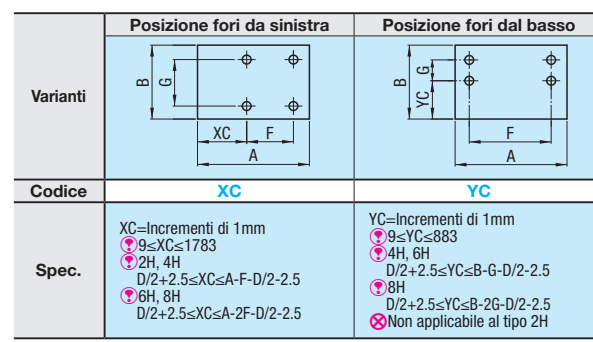 Posizione fori da sinistra
Posizione fori dal basso
Varianti
B
G
XC
F
A
B
G
YC
F
A
Codice
XC
YC
Spec.
XC=Incrementi di 1mm
9≤XC≤1783
2H, 4H
D/2+2.5≤XC≤A-F-D/2-2.5
6H, 8H
D/2+2.5≤XC≤A-2F-D/2-2.5
YC=Incrementi di 1mm
9≤YC≤883
4H, 6H
D/2+2.5≤YC≤B-G-D/2-2.5
8H
D/2+2.5≤YC≤B-2G-D/2-2.5
Non applicabile al tipo 2H